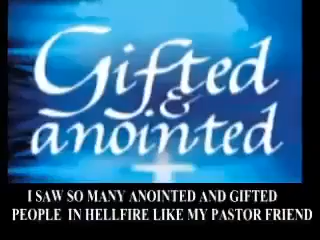 Gifted
&
anointed
I SAW SO MANY ANOINTED AND GIFTED
PEOPLE IN HELLFIRE LIKE MY PASTOR FRIEND